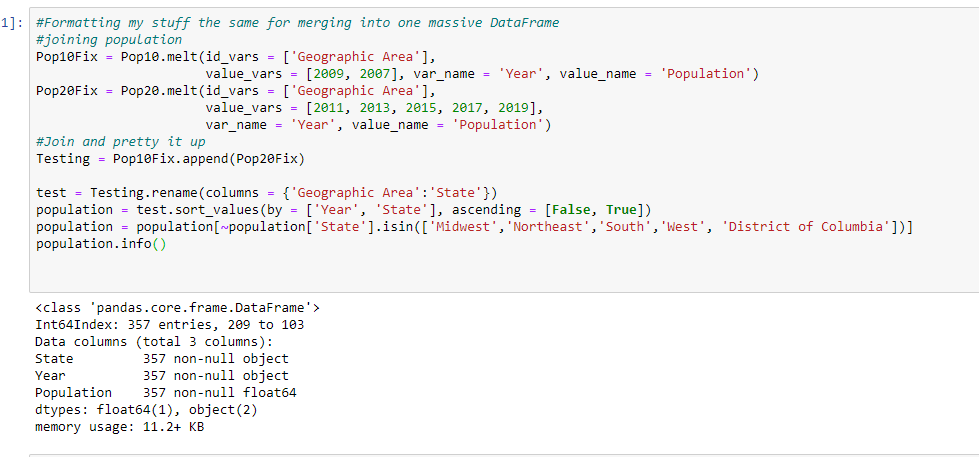 1]: #Formatting my stuff the same for merging into one massive DataFrame
#joining population
Pop10Fix = Pop10.melt(id_vars = ['Geographic Area'],
value_vars = [2009, 2007], var_name = 'Year', value_name = 'Population')
Pop20Fix = Pop20.melt(id_vars = ['Geographic Area'],
value_vars = [2011, 2013, 2015, 2017, 2019],
var_name = 'Year', value_name = 'Population')
#Join and pretty it up
Testing = Pop10Fix.append(Pop20Fix)
test = Testing.rename(columns = {'Geographic Area':'State'})
population = test.sort_values(by = ['Year', 'State'], ascending = [False, True])
population = population[~population['State'].isin(['Midwest','Northeast','South','West', 'District of Columbia'])]
population.info()
<class 'pandas.core.frame.DataFrame'>
Int64Index: 357 entries, 209 to 103
Data columns (total 3 columns):
State 357 non-null object
Year 357 non-null object
Population 357 non-null float64
dtypes: float64(1), object(2)
memory usage: 11.2+ KB